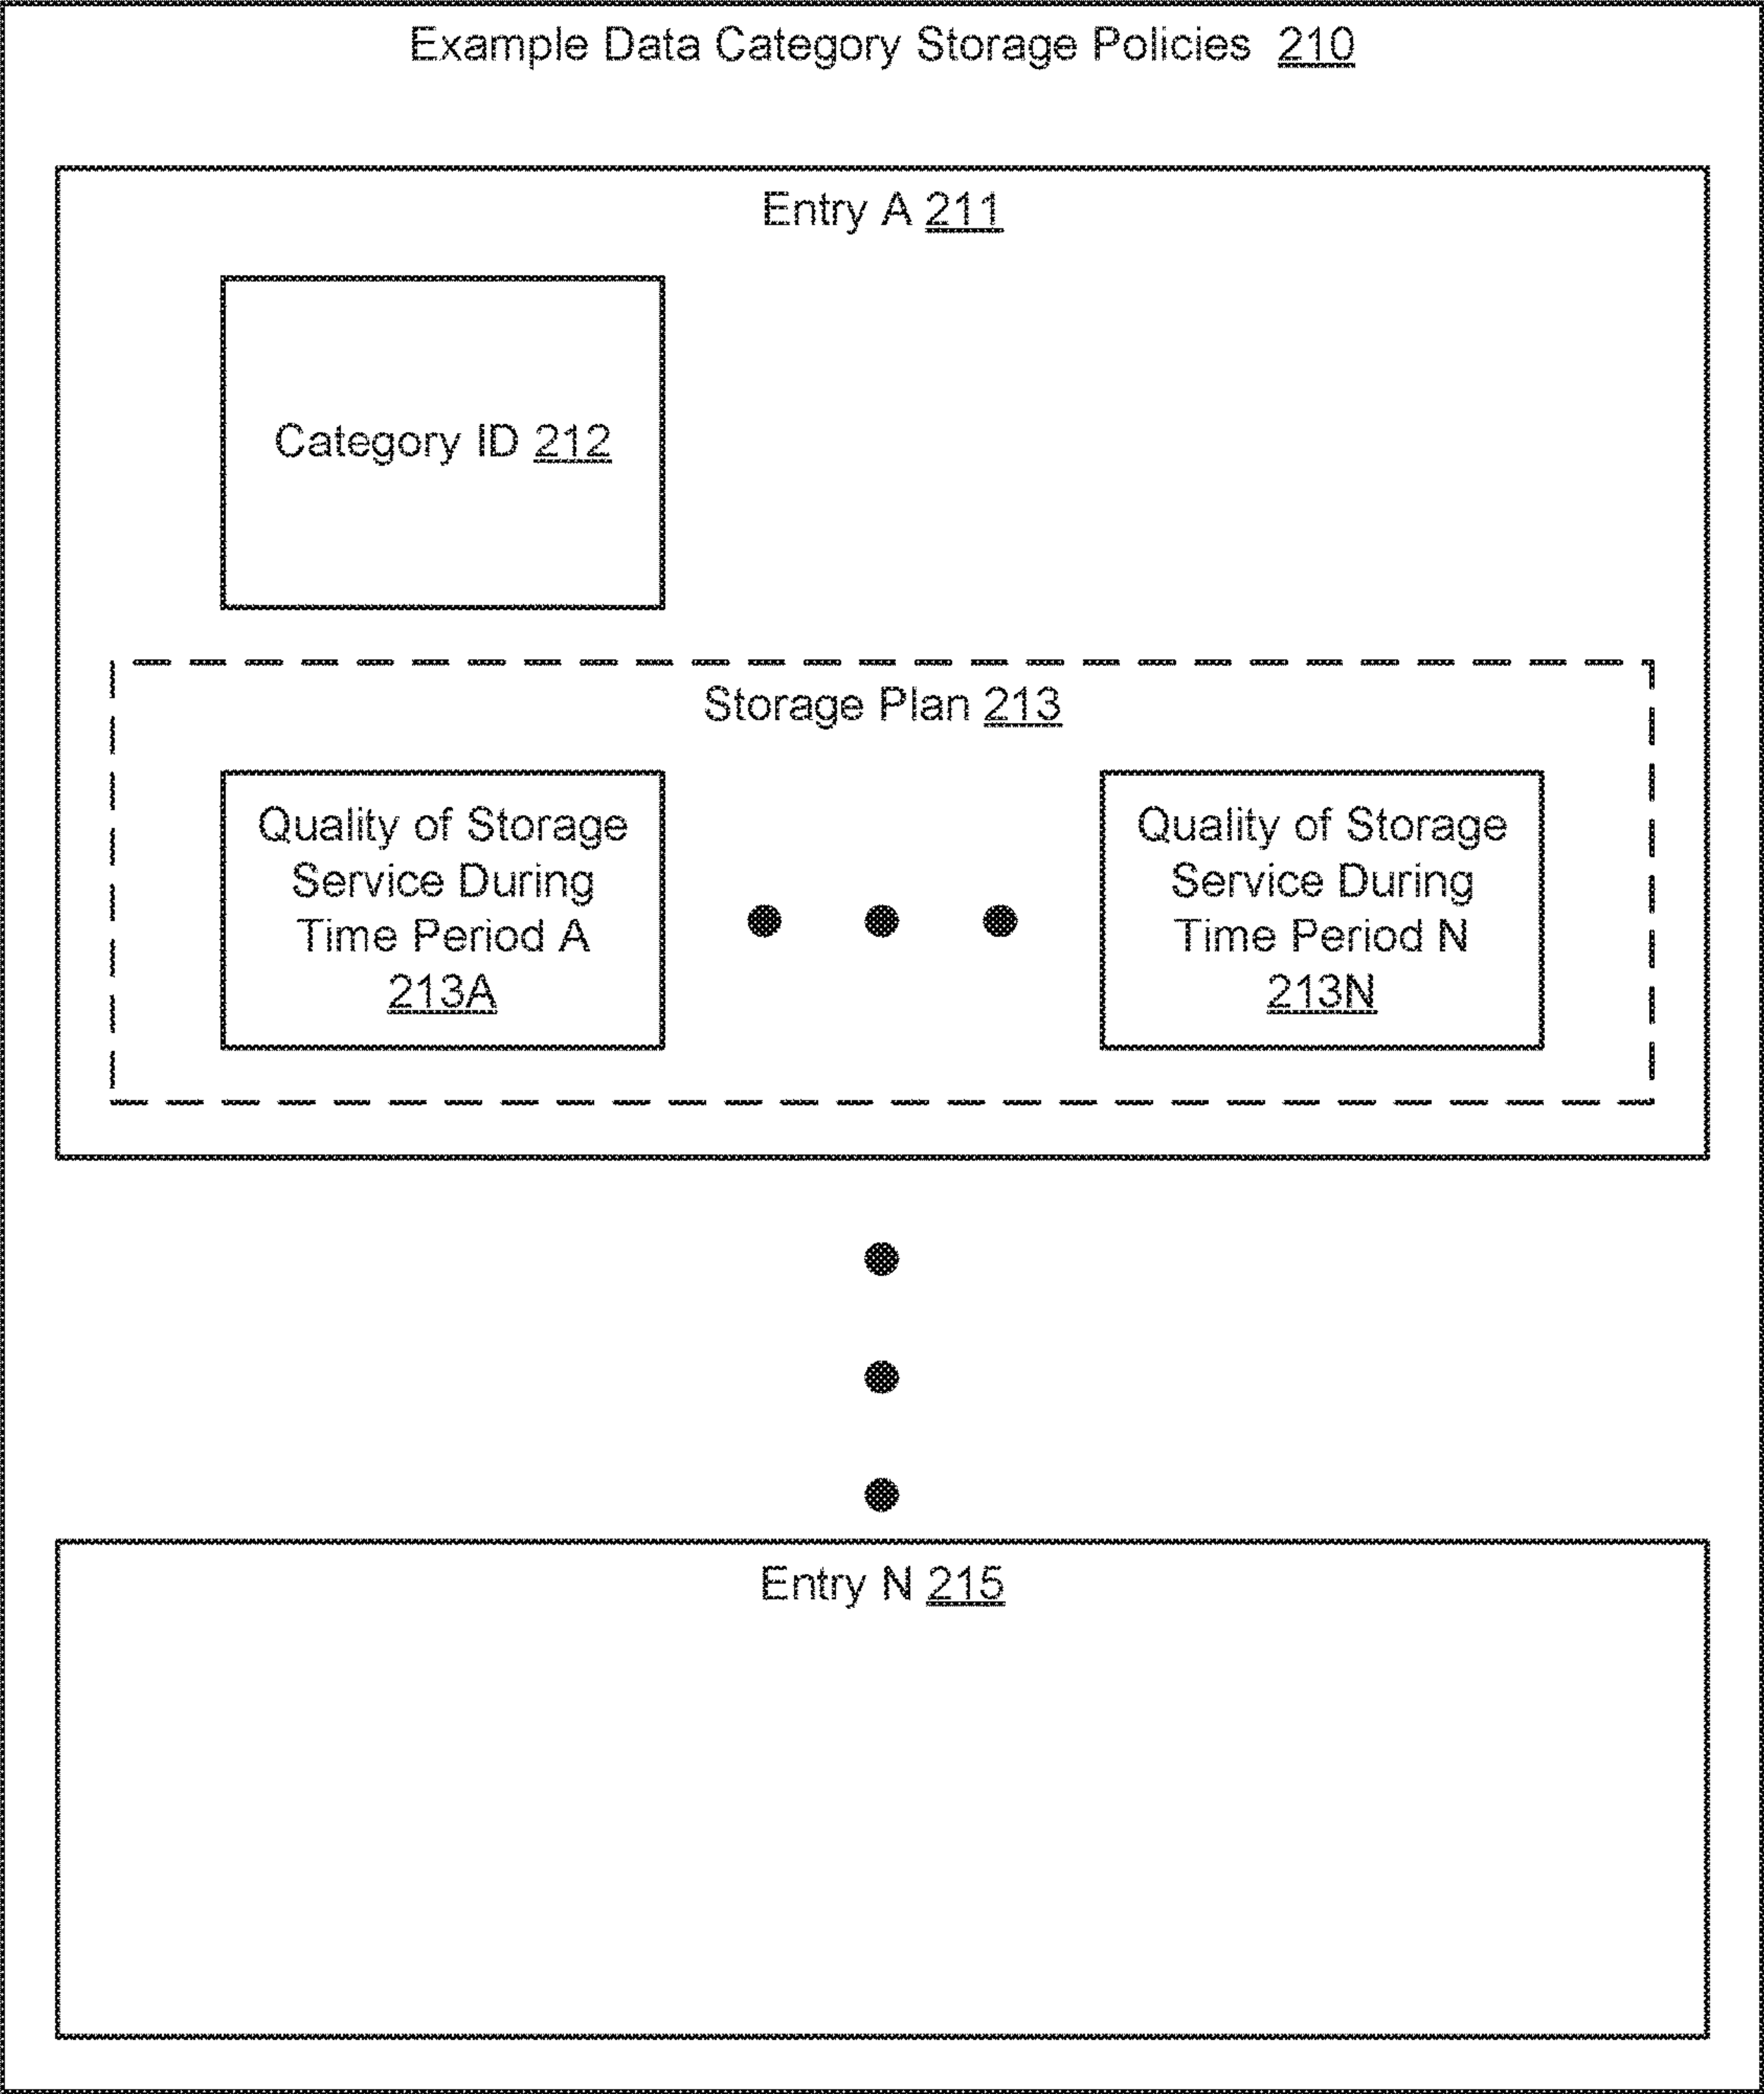 Example Data Category Storage Policies 210
Entry A 211
Category ID 212
Storage Plan 213
Quality of Storage
Service During
Time Period A
213A
Quality of Storage
Service During
Time Period N
213N
Entry N 215